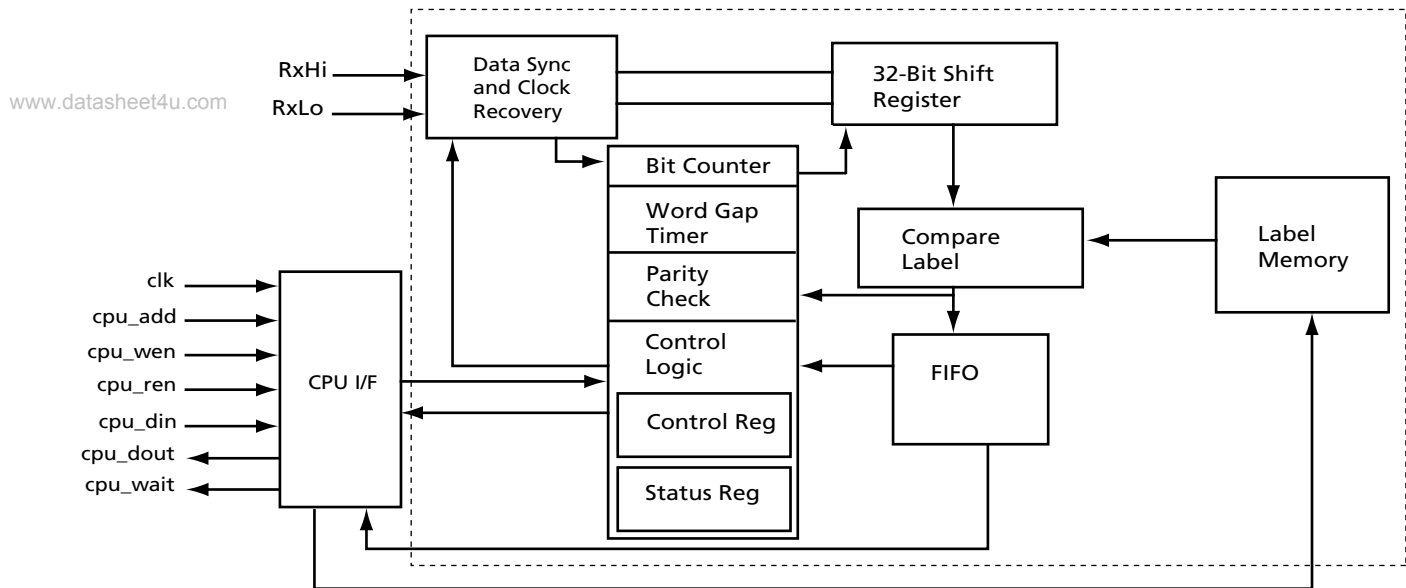 www.datasheet4u.com
RxHi
RxLo
Data Sync
and Clock
Recovery
32-Bit Shift
Register
Bit Counter
Word Gap
Timer
Parity
Check
Control
Logic
Control Reg
Status Reg
Compare
Label
Label
Memory
FIFO
clk
cpu_add
cpu_wen
cpu_ren
cpu_din
cpu_dout
cpu_wait
CPU I/F